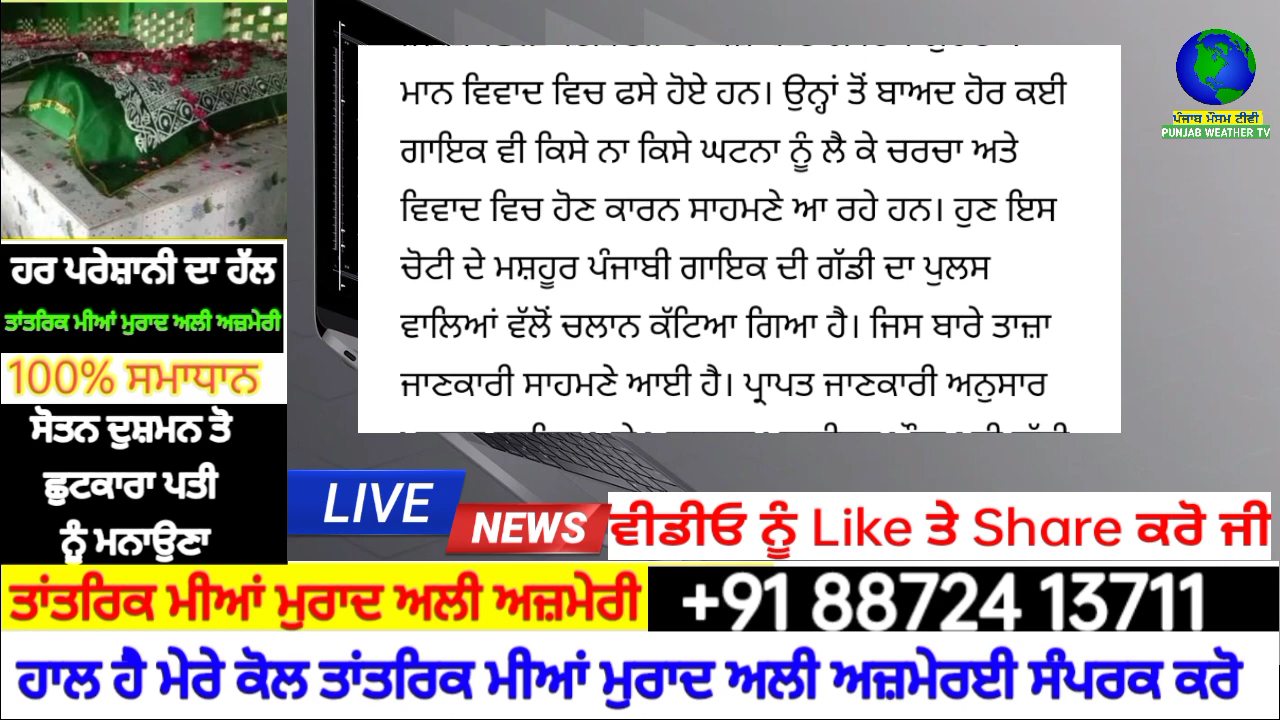 ਮਾਨ ਵਿਵਾਦ ਵਿਚ ਫਸੇ ਹੋਏ ਹਨ। ਉਨ੍ਹਾਂ ਤੋਂ ਬਾਅਦ ਹੋਰ ਕਈ
ਗਾਇਕ ਵੀ ਕਿਸੇ ਨਾ ਕਿਸੇ ਘਟਨਾ ਨੂੰ ਲੈ ਕੇ ਚਰਚਾ ਅਤੇ
ਵਿਵਾਦ ਵਿਚ ਹੋਣ ਕਾਰਨ ਸਾਹਮਣੇ ਆ ਰਹੇ ਹਨ। ਹੁਣ ਇਸ
ਚੋਟੀ ਦੇ ਮਸ਼ਹੂਰ ਪੰਜਾਬੀ ਗਾਇਕ ਦੀ ਗੱਡੀ ਦਾ ਪੁਲਸ
ਵਾਲਿਆਂ ਵੱਲੋਂ ਚਲਾਨ ਕੱਟਿਆ ਗਿਆ ਹੈ। ਜਿਸ ਬਾਰੇ ਤਾਜ਼ਾ
ਜਾਣਕਾਰੀ ਸਾਹਮਣੇ ਆਈ ਹੈ। ਪ੍ਰਾਪਤ ਜਾਣਕਾਰੀ ਅਨੁਸਾਰ
ਪੰਜਾਬ ਮੌਸਮ ਟੀਵੀ
PUNJAB WEATHER TV
ਹਰ ਪਰੇਸ਼ਾਨੀ ਦਾ ਹੱਲ
ਤਾਂਤਰਿਕ ਮੀਆਂ ਮੁਰਾਦ ਅਲੀ ਅਜ਼ਮੇਰੀ
100% ਸਮਾਧਾਨ
ਸੋਤਨ ਦੁਸ਼ਮਨ ਤੋ
ਛੁਟਕਾਰਾ ਪਤੀ
ਨੂੰ ਮਨਾਉਣਾ
LIVE
NEWS
ਵੀਡੀਓ ਨੂੰ Like ਤੇ Share ਕਰੋ ਜੀ
ਤਾਂਤਰਿਕ ਮੀਆਂ ਮੁਰਾਦ ਅਲੀ ਅਜ਼ਮੇਰੀ
+91 88724 13711
ਹਾਲ ਹੈ ਮੇਰੇ ਕੋਲ ਤਾਂਤਰਿਕ ਮੀਆਂ ਮੁਰਾਦ ਅਲੀ ਅਜ਼ਮੇਰਈ ਸੰਪਰਕ ਕਰੋ